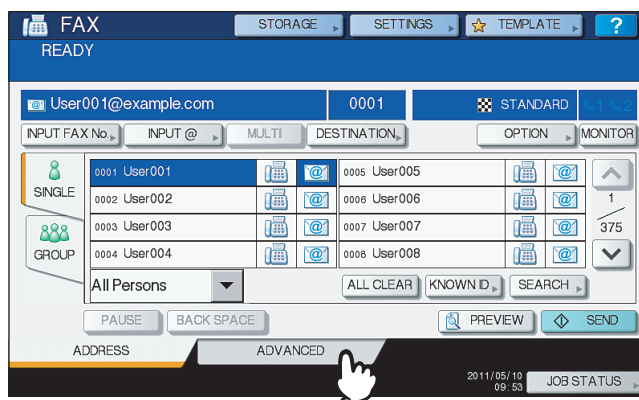 FAX STORAGE SETTINGS TEMPLATE ?
READY
User001@example.com 0001 STANDARD 1 2
INPUT FAX No. INPUT @ MULTI DESTINATION OPTION MONITOR
SINGLE
GROUP
0001 User001 @ 0005 User005 @
0002 User002 @ 0006 User006 @
0003 User003 @ 0007 User007 @
0004 User004 @ 0008 User008 @
1
375
All Persons ALL CLEAR KNOWN ID SEARCH
PAUSE BACK SPACE PREVIEW SEND
ADDRESS ADVANCED
2011/05/10
09:53
JOB STATUS